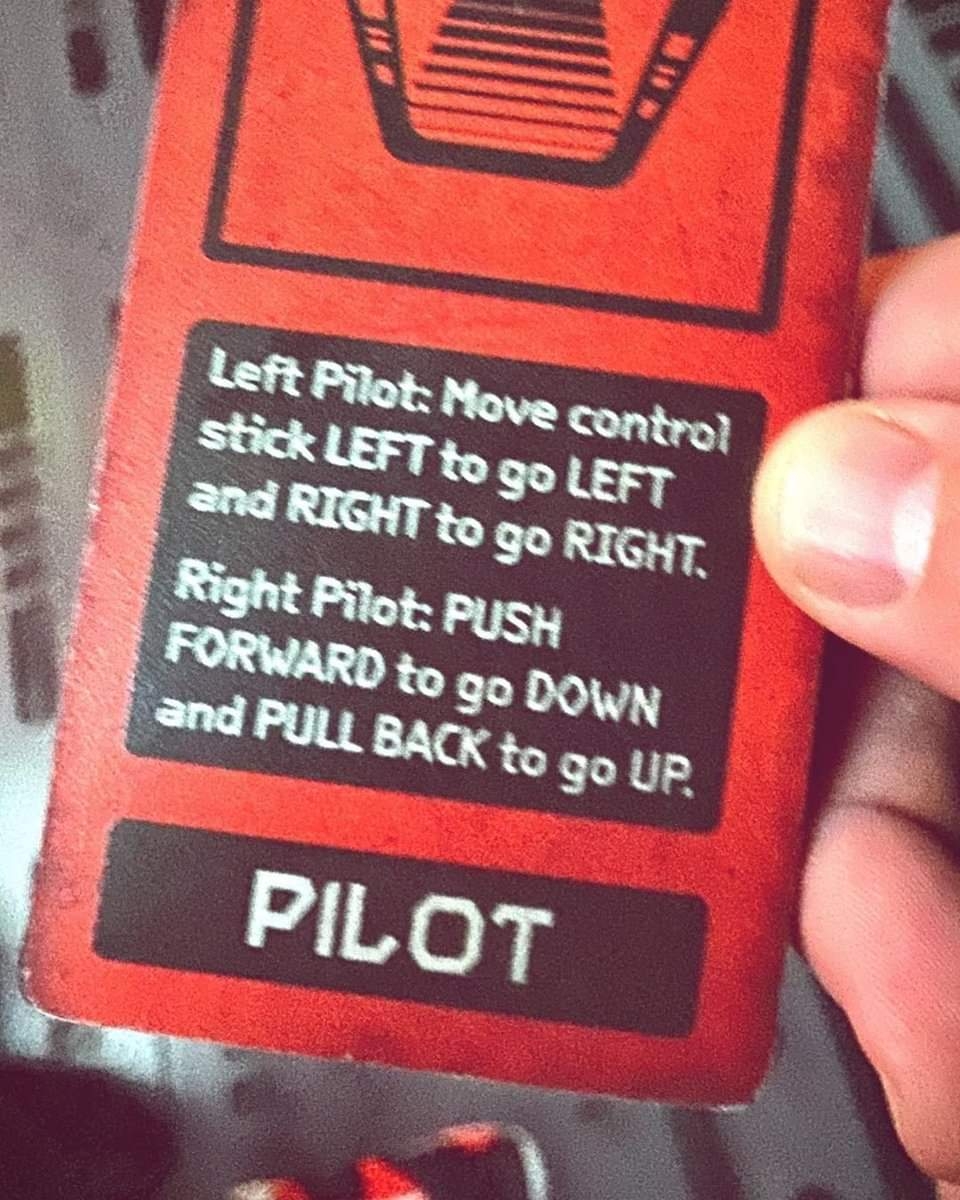 Left Pilot: Move control
stick LEFT to go LEFT
and RIGHT to go RIGHT.
Right Pilot: PUSH
FORWARD to go DOWN
and PULL BACK to go UP.
PILOT